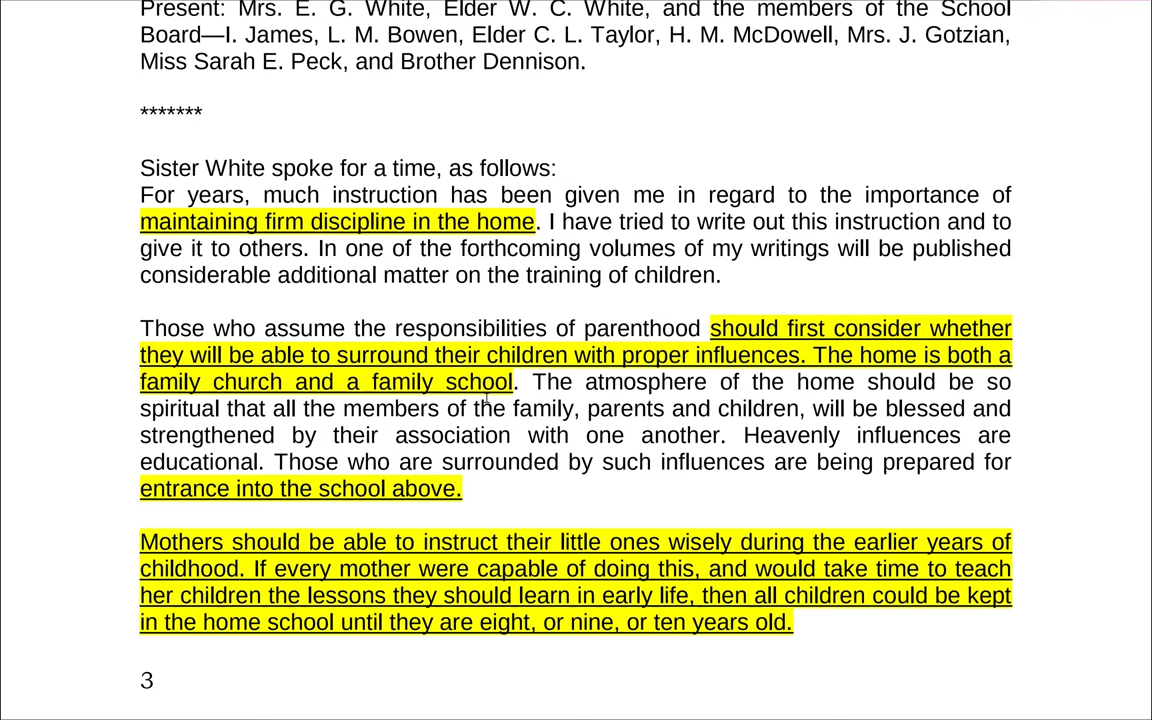 Present: Mrs. E. G. White, Elder W. C. White, and the members of the School
Board—I. James, L. M. Bowen, Elder C. L. Taylor, H. M. McDowell, Mrs. J. Gotzian,
Miss Sarah E. Peck, and Brother Dennison.
*******
Sister White spoke for a time, as follows:
For years, much instruction has been given me in regard to the importance of
maintaining firm discipline in the home. I have tried to write out this instruction and to
give it to others. In one of the forthcoming volumes of my writings will be published
considerable additional matter on the training of children.
Those who assume the responsibilities of parenthood should first consider whether
they will be able to surround their children with proper influences. The home is both a
family church and a family school. The atmosphere of the home should be so
spiritual that all the members of the family, parents and children, will be blessed and
strengthened by their association with one another. Heavenly influences are
educational. Those who are surrounded by such influences are being prepared for
entrance into the school above.
Mothers should be able to instruct their little ones wisely during the earlier years of
childhood. If every mother were capable of doing this, and would take time to teach
her children the lessons they should learn in early life, then all children could be kept
in the home school until they are eight, or nine, or ten years old.
3